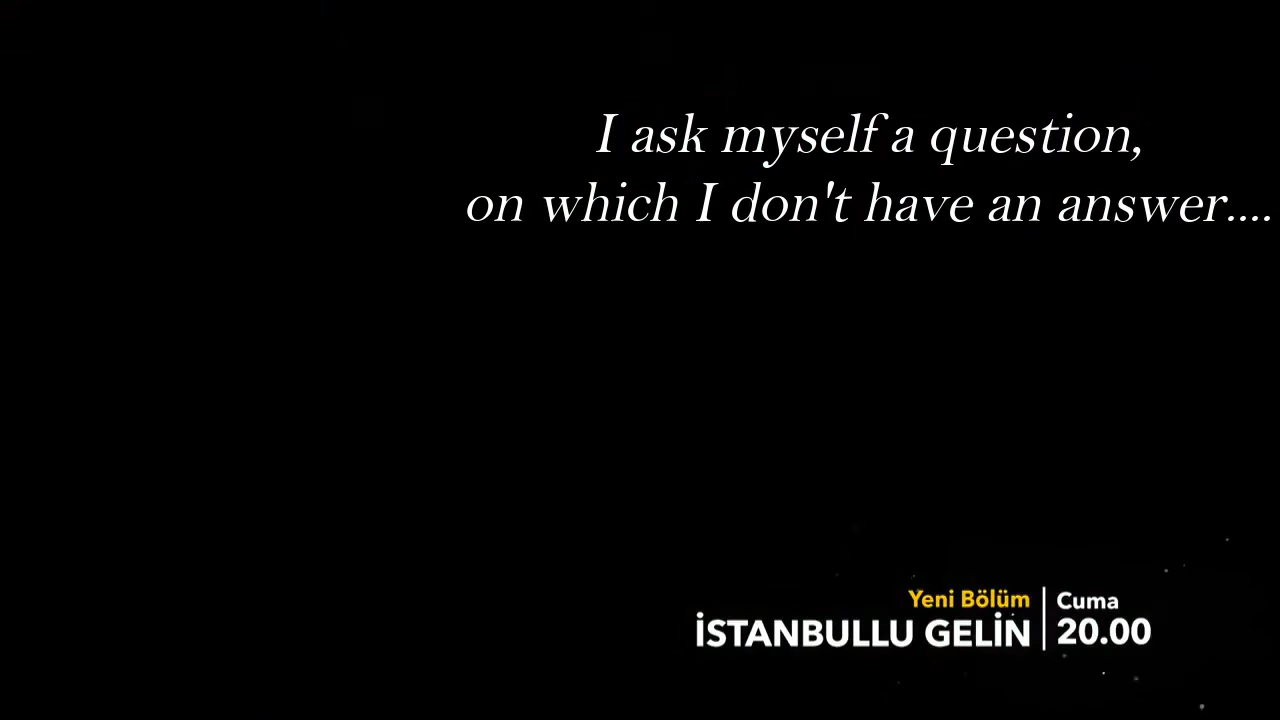 I ask myself a question,
on which I don't have an answer....
Yeni Bölüm
İSTANBULLU GELİN
Cuma
20.00